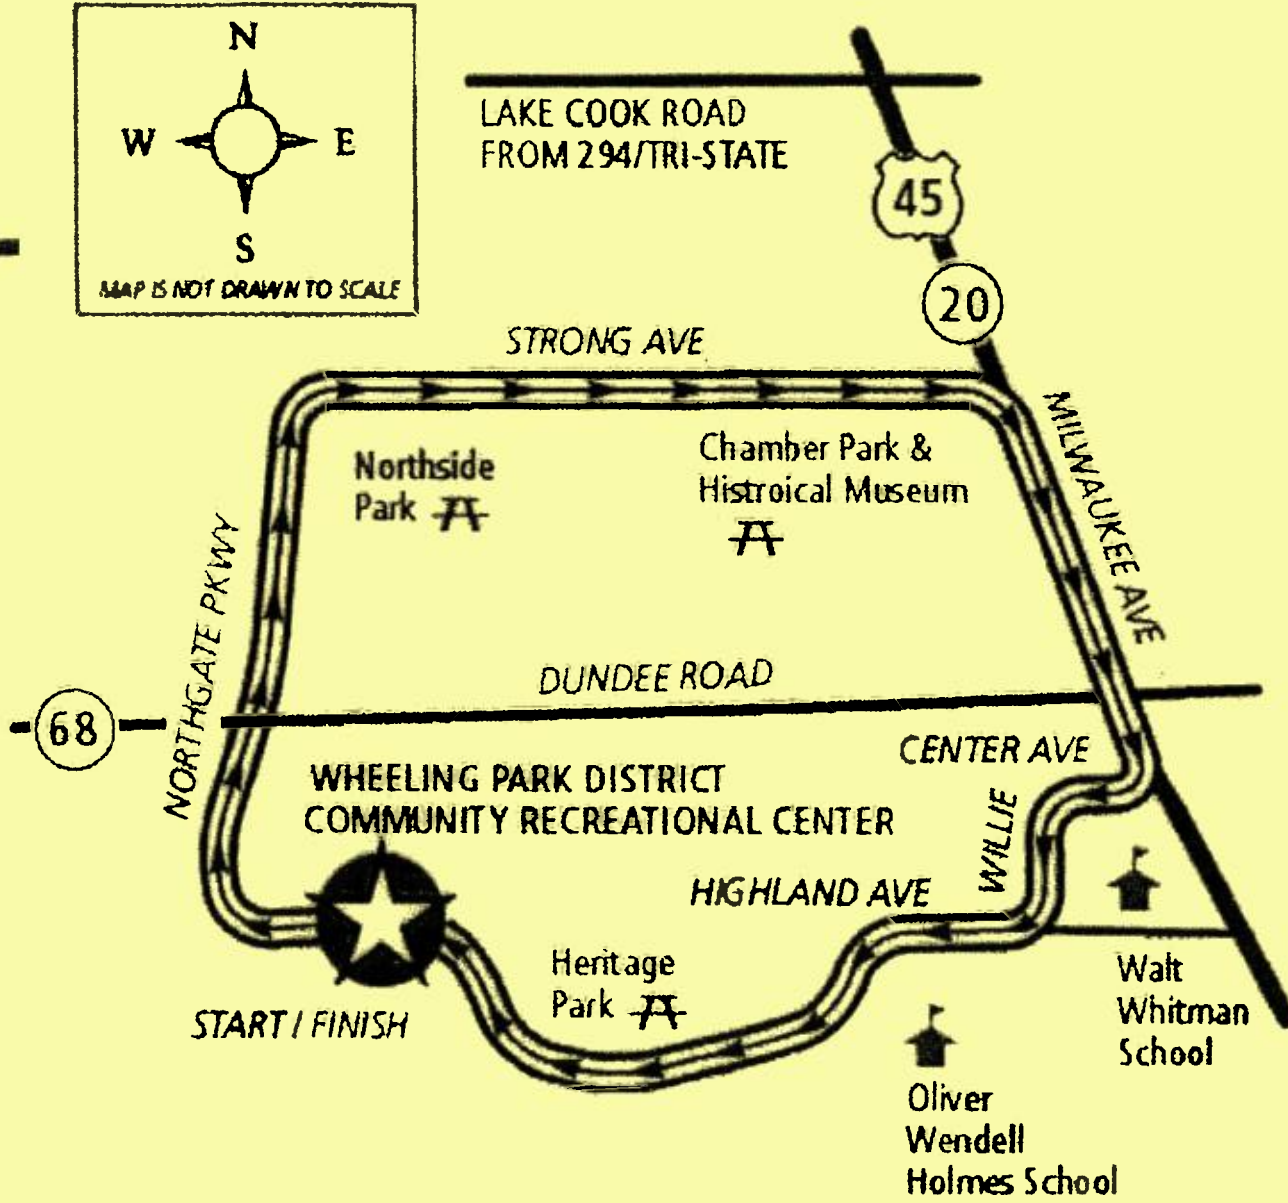 N
W E
S
MAP IS NOT DRAWN TO SCALE
LAKE COOK ROAD
FROM 294/TRI-STATE
45
20
STRONG AVE
MILWAUKEE AVE
Northside
Park
Chamber Park &
Histroical Museum
NORTHGATE PKWY
DUNDEE ROAD
68
CENTER AVE
WHEELING PARK DISTRICT
COMMUNITY RECREATIONAL CENTER
WILLIE
HIGHLAND AVE
Heritage
Park
START / FINISH
Walt
Whitman
School
Oliver
Wendell
Holmes School